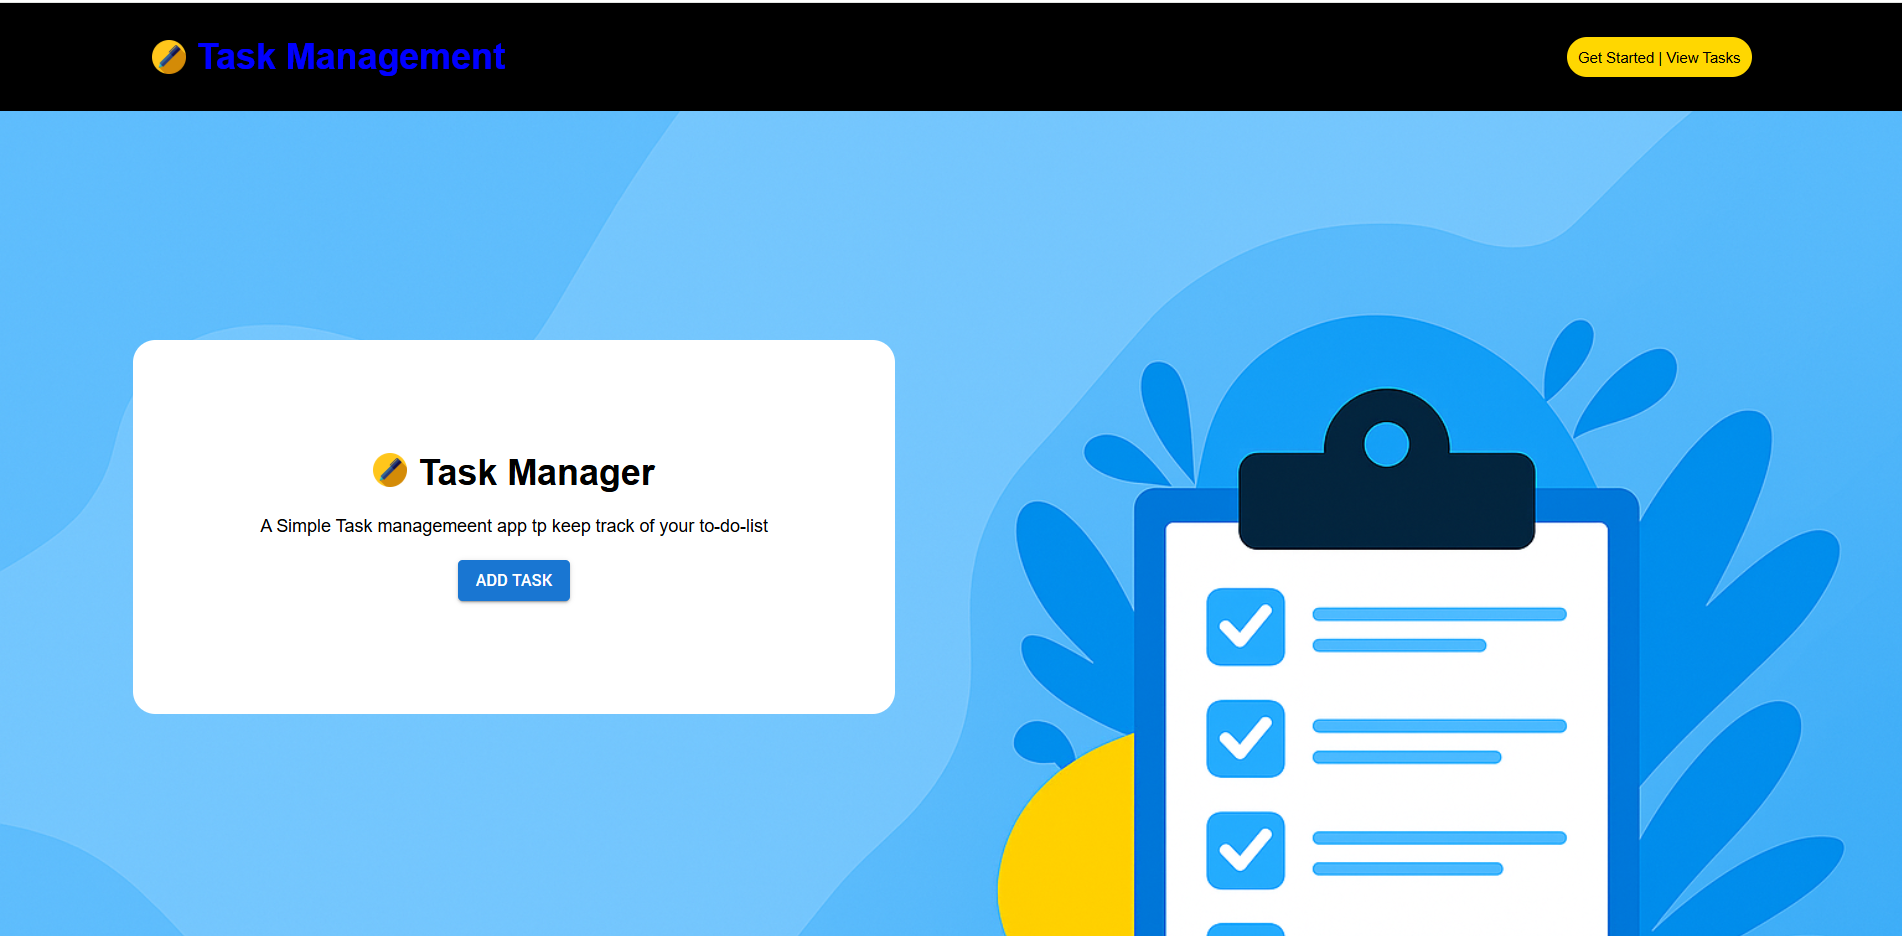 Task Management
Get Started | View Tasks
Task Manager
A Simple Task managemeent app tp keep track of your to-do-list
ADD TASK